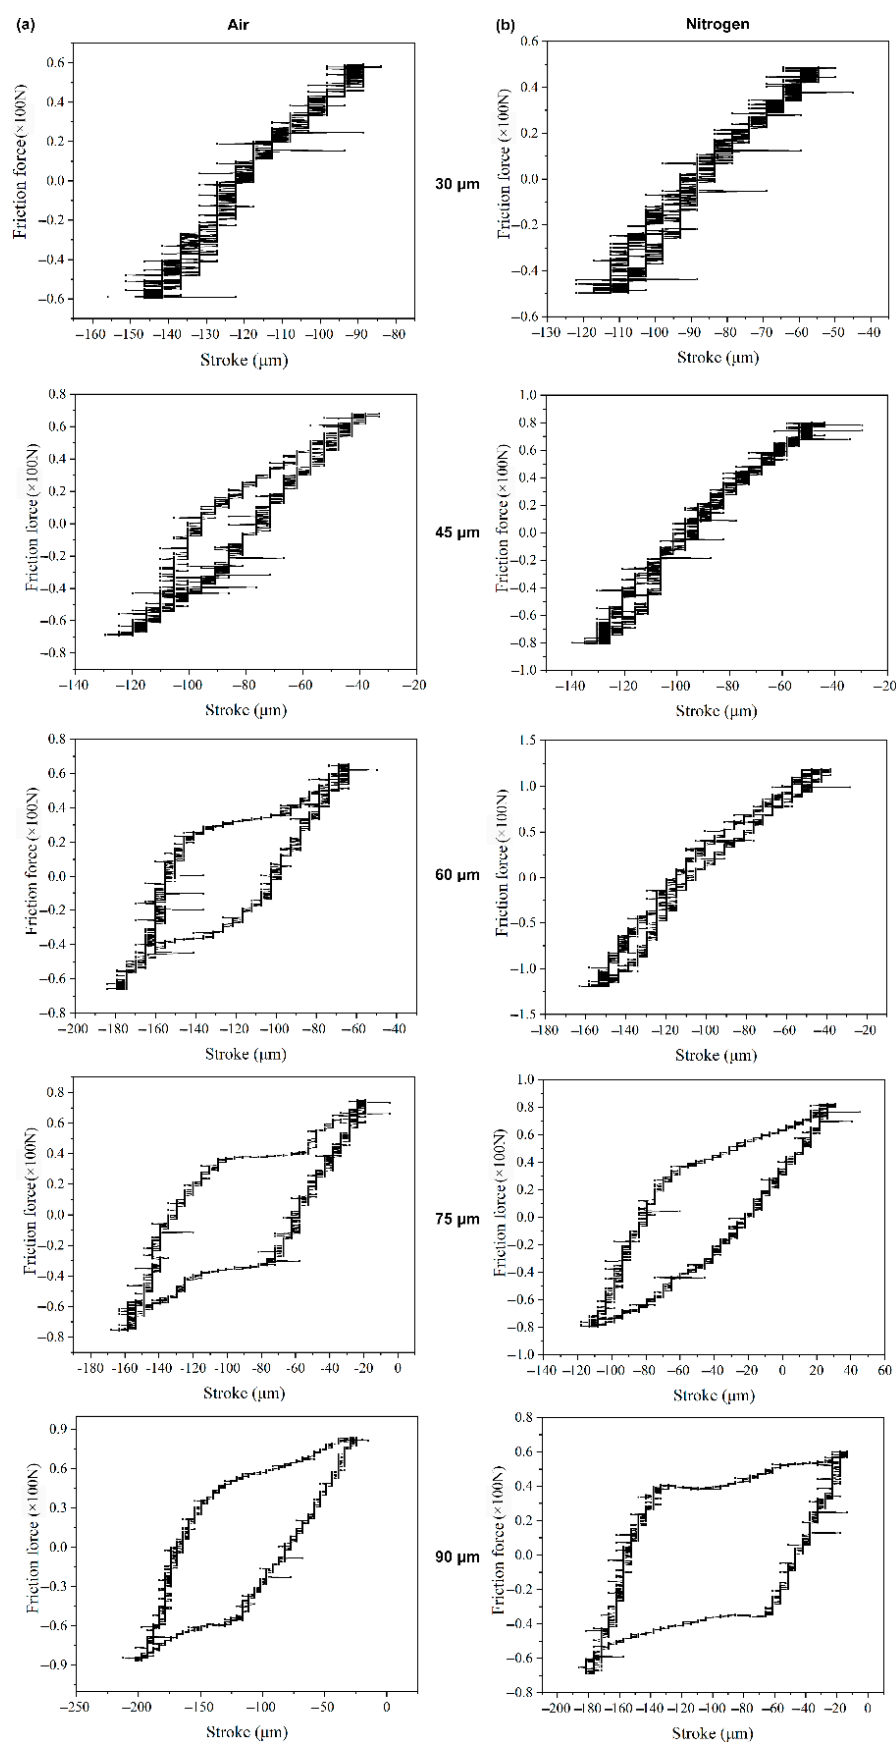 (a) Air (b) Nitrogen
Friction force(×100N)
0.6
0.4
0.2
0.0
−0.2
−0.4
−0.6
−160 −150 −140 −130 −120 −110 −100 −90 −80
Stroke (μm)
30 μm
Friction force (×100N)
0.6
0.4
0.2
0.0
−0.2
−0.4
0.6
−130 −120 −110 −100 −90 −80 −70 −60 −50 −40
Stroke (μm)
Friction force (×100N)
0.8
0.6
0.4
0.2
0.0
−0.2
−0.4
−0.6
−0.8
−140 −120 −100 −80 −60 −40 −20
Stroke (μm)
45 μm
Friction force (×100N)
1.0
0.8
0.6
0.4
0.2
0.0
−0.2
−0.4
−0.6
−0.8
−1.0
−140 −120 −100 −80 −60 −40 −20
Stroke (μm)
Friction force (×100N)
0.8
0.6
0.4
0.2
0.0
−0.2
−0.4
−0.6
−0.8
−200 −180 −160 −140 −120 −100 −80 −60 −40
Stroke (μm)
60 μm
Friction force (×100N)
1.5
1.0
0.5
0.0
−0.5
−1.0
−1.5
−180 −160 −140 −120 −100 −80 −60 −40 −20
Stroke (μm)
Friction force(×100N)
0.8
0.6
0.4
0.2
0.0
−0.2
−0.4
−0.6
−0.8
-180 −160 −140 −120 −100 −80 −60 −40 −20 0
Stroke (μm)
75 μm
Friction force (×100N)
1.0
0.8
0.6
0.4
0.2
0.0
−0.2
−0.4
−0.6
−0.8
−1.0
−140 −120 −100 −80 −60 −40 −20 0 20 40 60
Stroke (μm)
Friction force (×100N)
0.9
0.6
0.3
0.0
−0.3
−0.6
−0.9
−250 −200 −150 −100 −50 0
Stroke (μm)
90 μm
Friction force (×100N)
0.8
0.6
0.4
0.2
0.0
−0.2
−0.4
−0.6
−0.8
−200 −180 −160 −140 −120 −100 −80 −60 −40 −20 0
Stroke (μm)